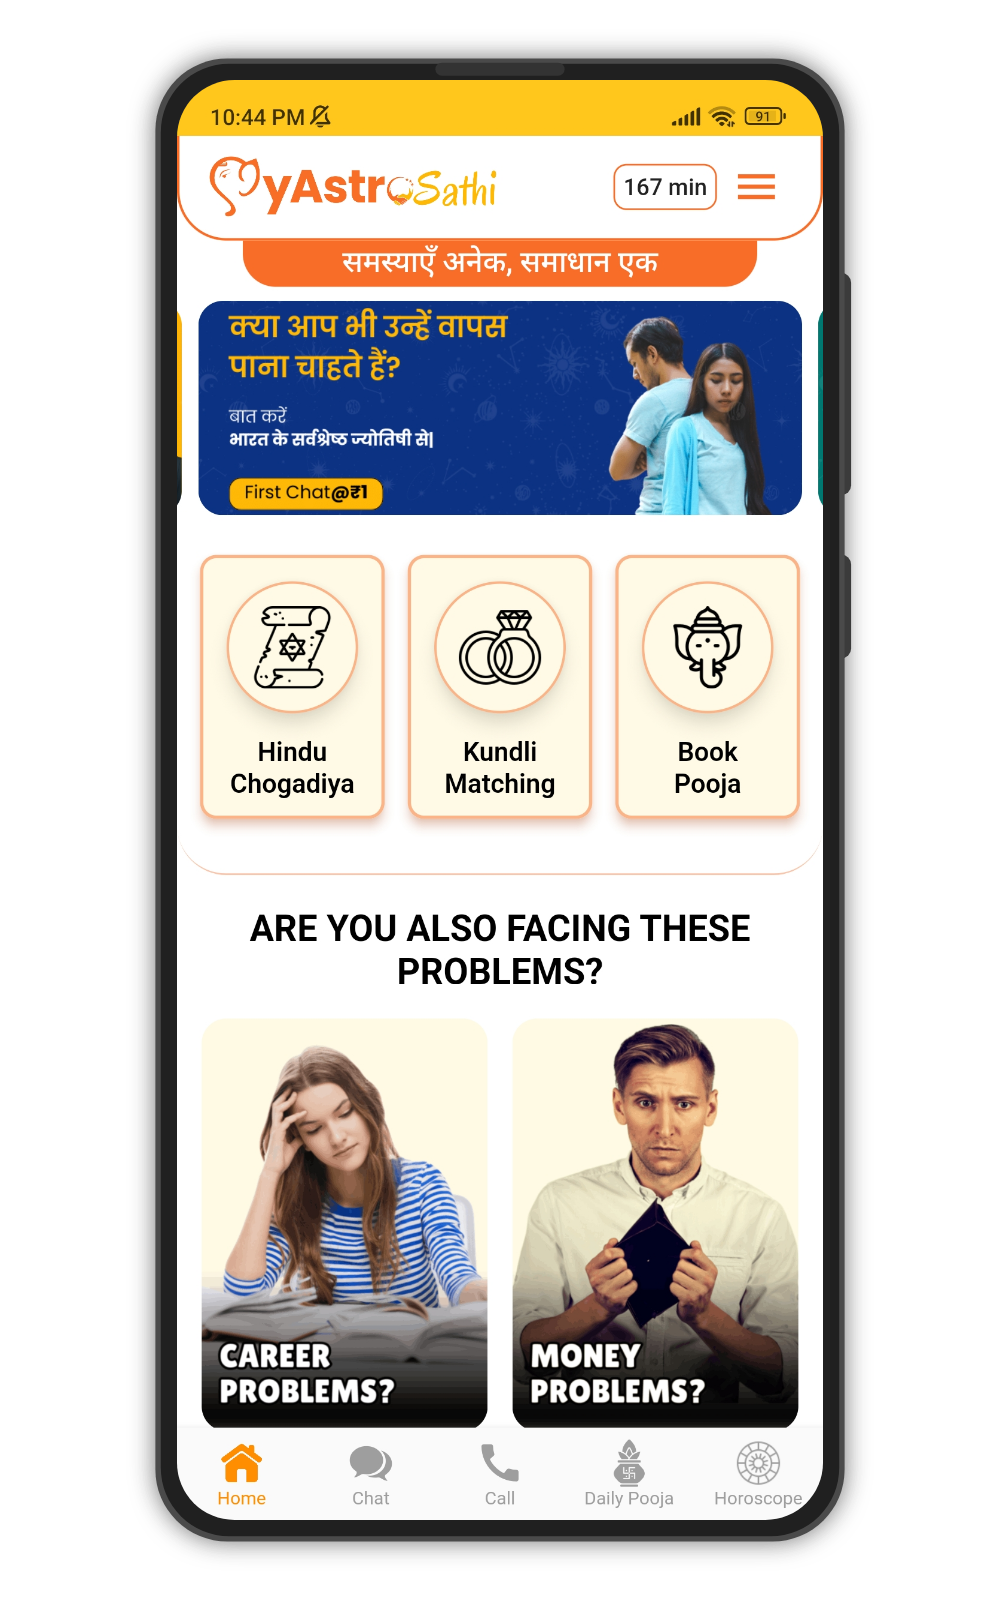 10:44 PM
91
yAstroSathi
167 min
समस्याएँ अनेक, समाधान एक
क्या आप भी उन्हें वापस
पाना चाहते हैं?
बात करें
भारत के सर्वश्रेष्ठ ज्योतिषी से|
First Chat@₹1
Hindu
Chogadiya
Kundli
Matching
Book
Pooja
ARE YOU ALSO FACING THESE
PROBLEMS?
CAREER
PROBLEMS?
MONEY
PROBLEMS?
Home
Chat
Call
Daily Pooja
Horoscope